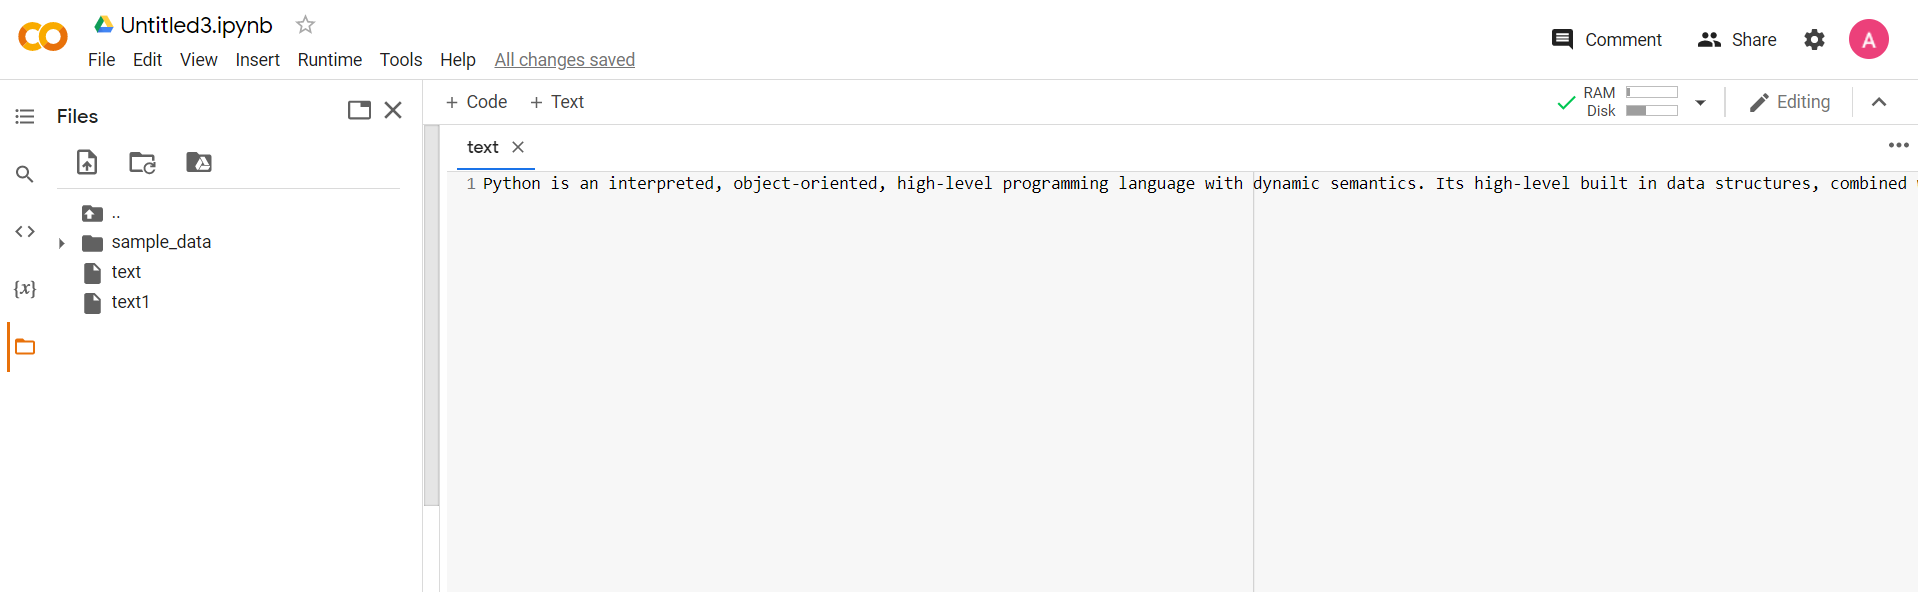 Untitled3.ipynb
File Edit View Insert Runtime Tools Help All changes saved
Comment Share A
Files
+ Code + Text
RAM
Disk
Editing
..
sample_data
text
text1
{x}
text
1 Python is an interpreted, object-oriented, high-level programming language with dynamic semantics. Its high-level built in data structures, combined